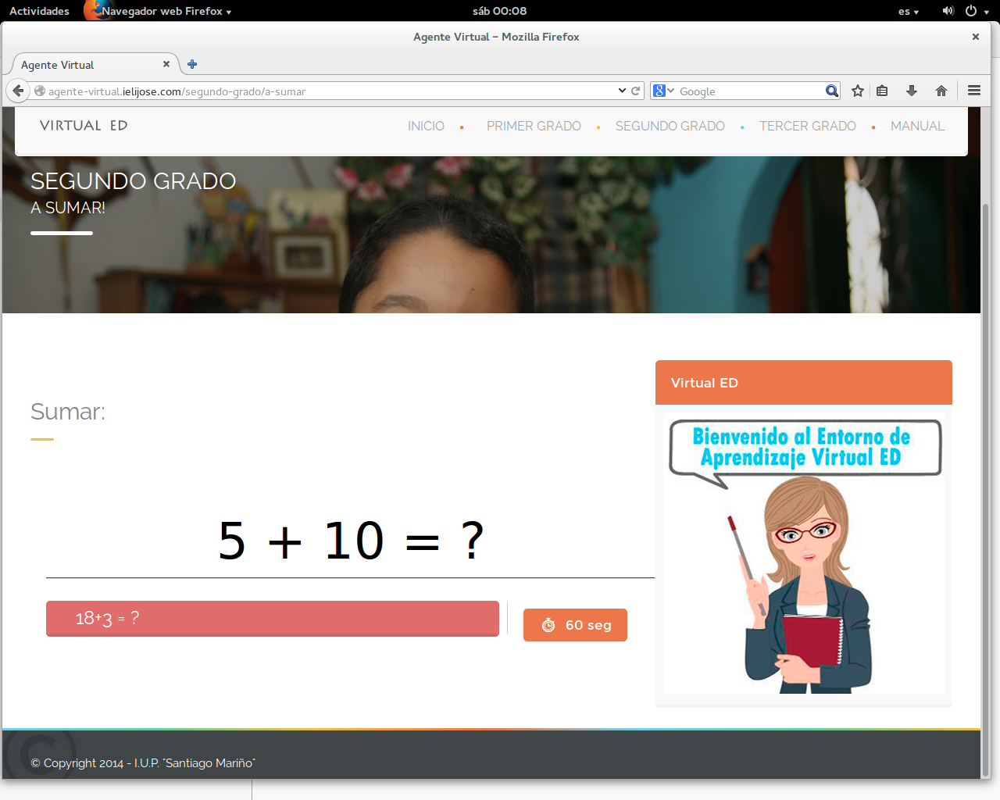 Actividades Navegador web Firefox sáb 00:08 es
Agente Virtual – Mozilla Firefox
Agente Virtual
agente-virtual.ielijose.com/segundo-grado/a-sumar Google
VIRTUAL ED INICIO PRIMER GRADO SEGUNDO GRADO TERCER GRADO MANUAL
SEGUNDO GRADO
A SUMAR!
Virtual ED
Sumar:
Bienvenido al Entorno de
Aprendizaje Virtual ED
5 + 10 = ?
18+3 = ?
60 seg
© Copyright 2014 - I.U.P. "Santiago Mariño"